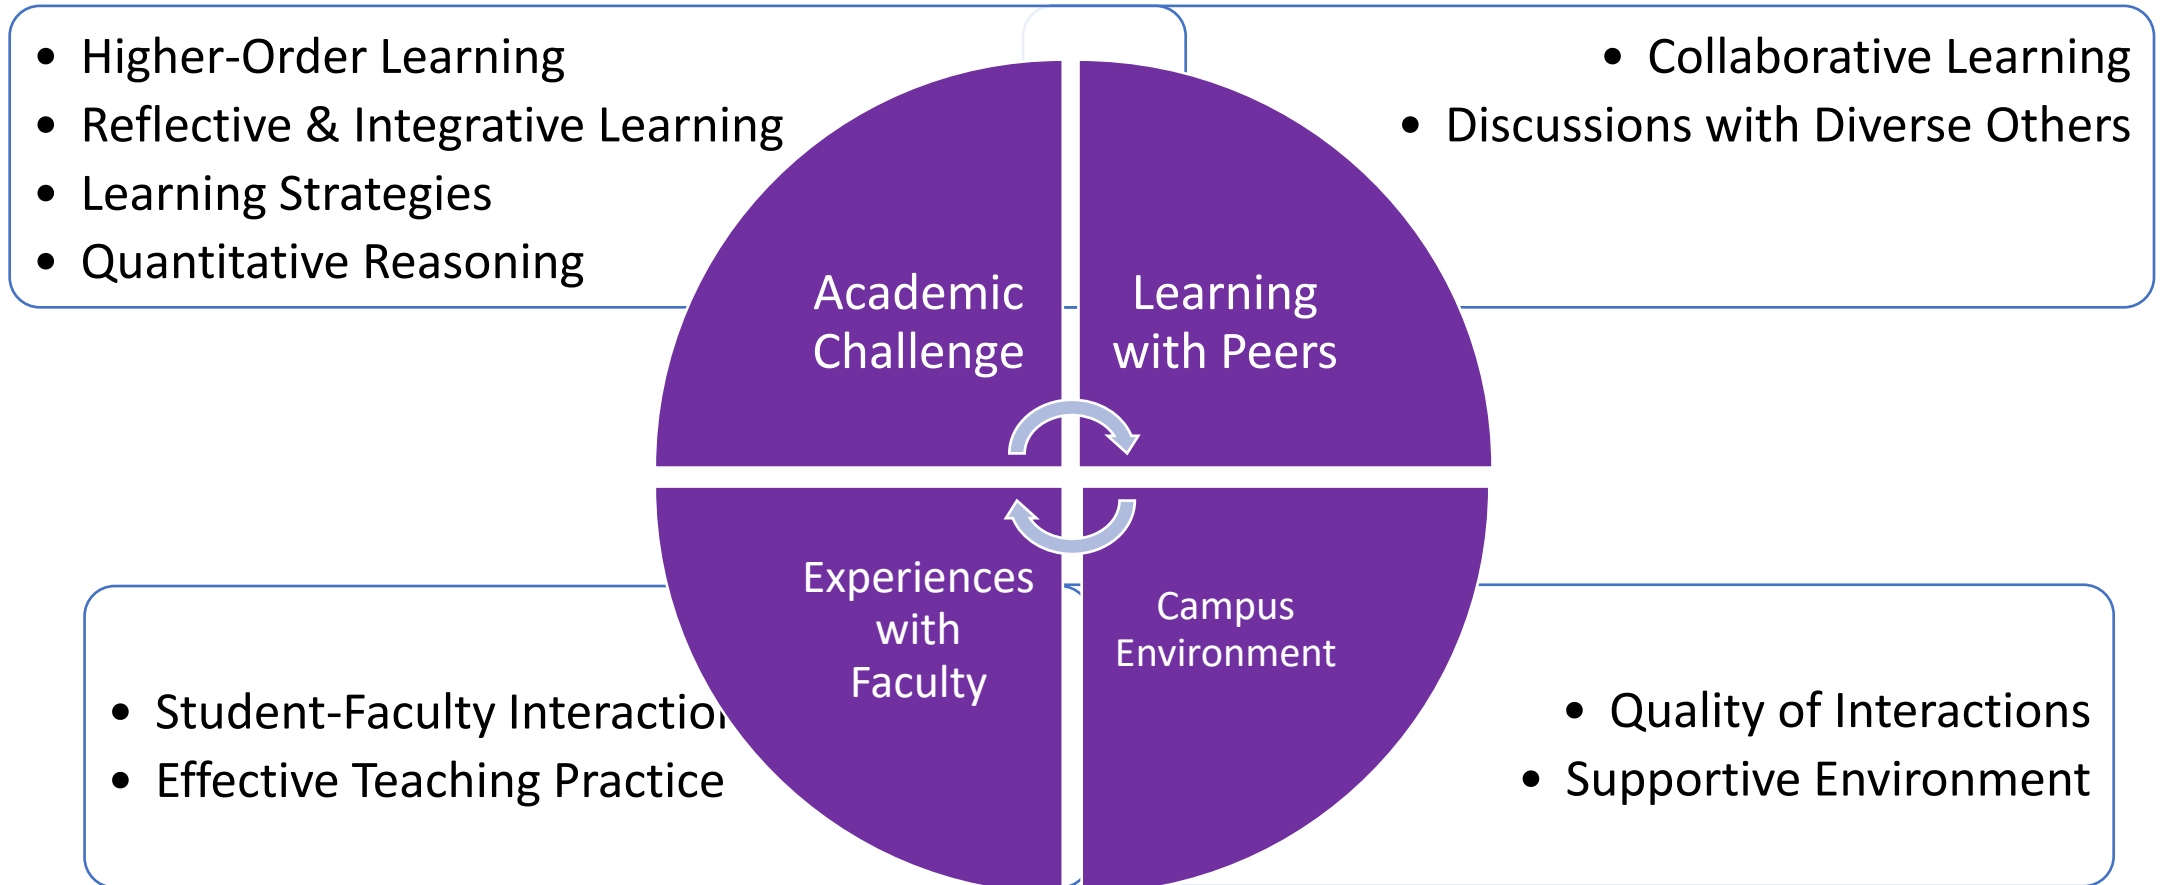 • Higher-Order Learning
• Reflective & Integrative Learning
• Learning Strategies
• Quantitative Reasoning
• Collaborative Learning
• Discussions with Diverse Others
Academic
Challenge
Learning
with Peers
Experiences
with
Faculty
Campus
Environment
• Student-Faculty Interaction
• Effective Teaching Practice
• Quality of Interactions
• Supportive Environment